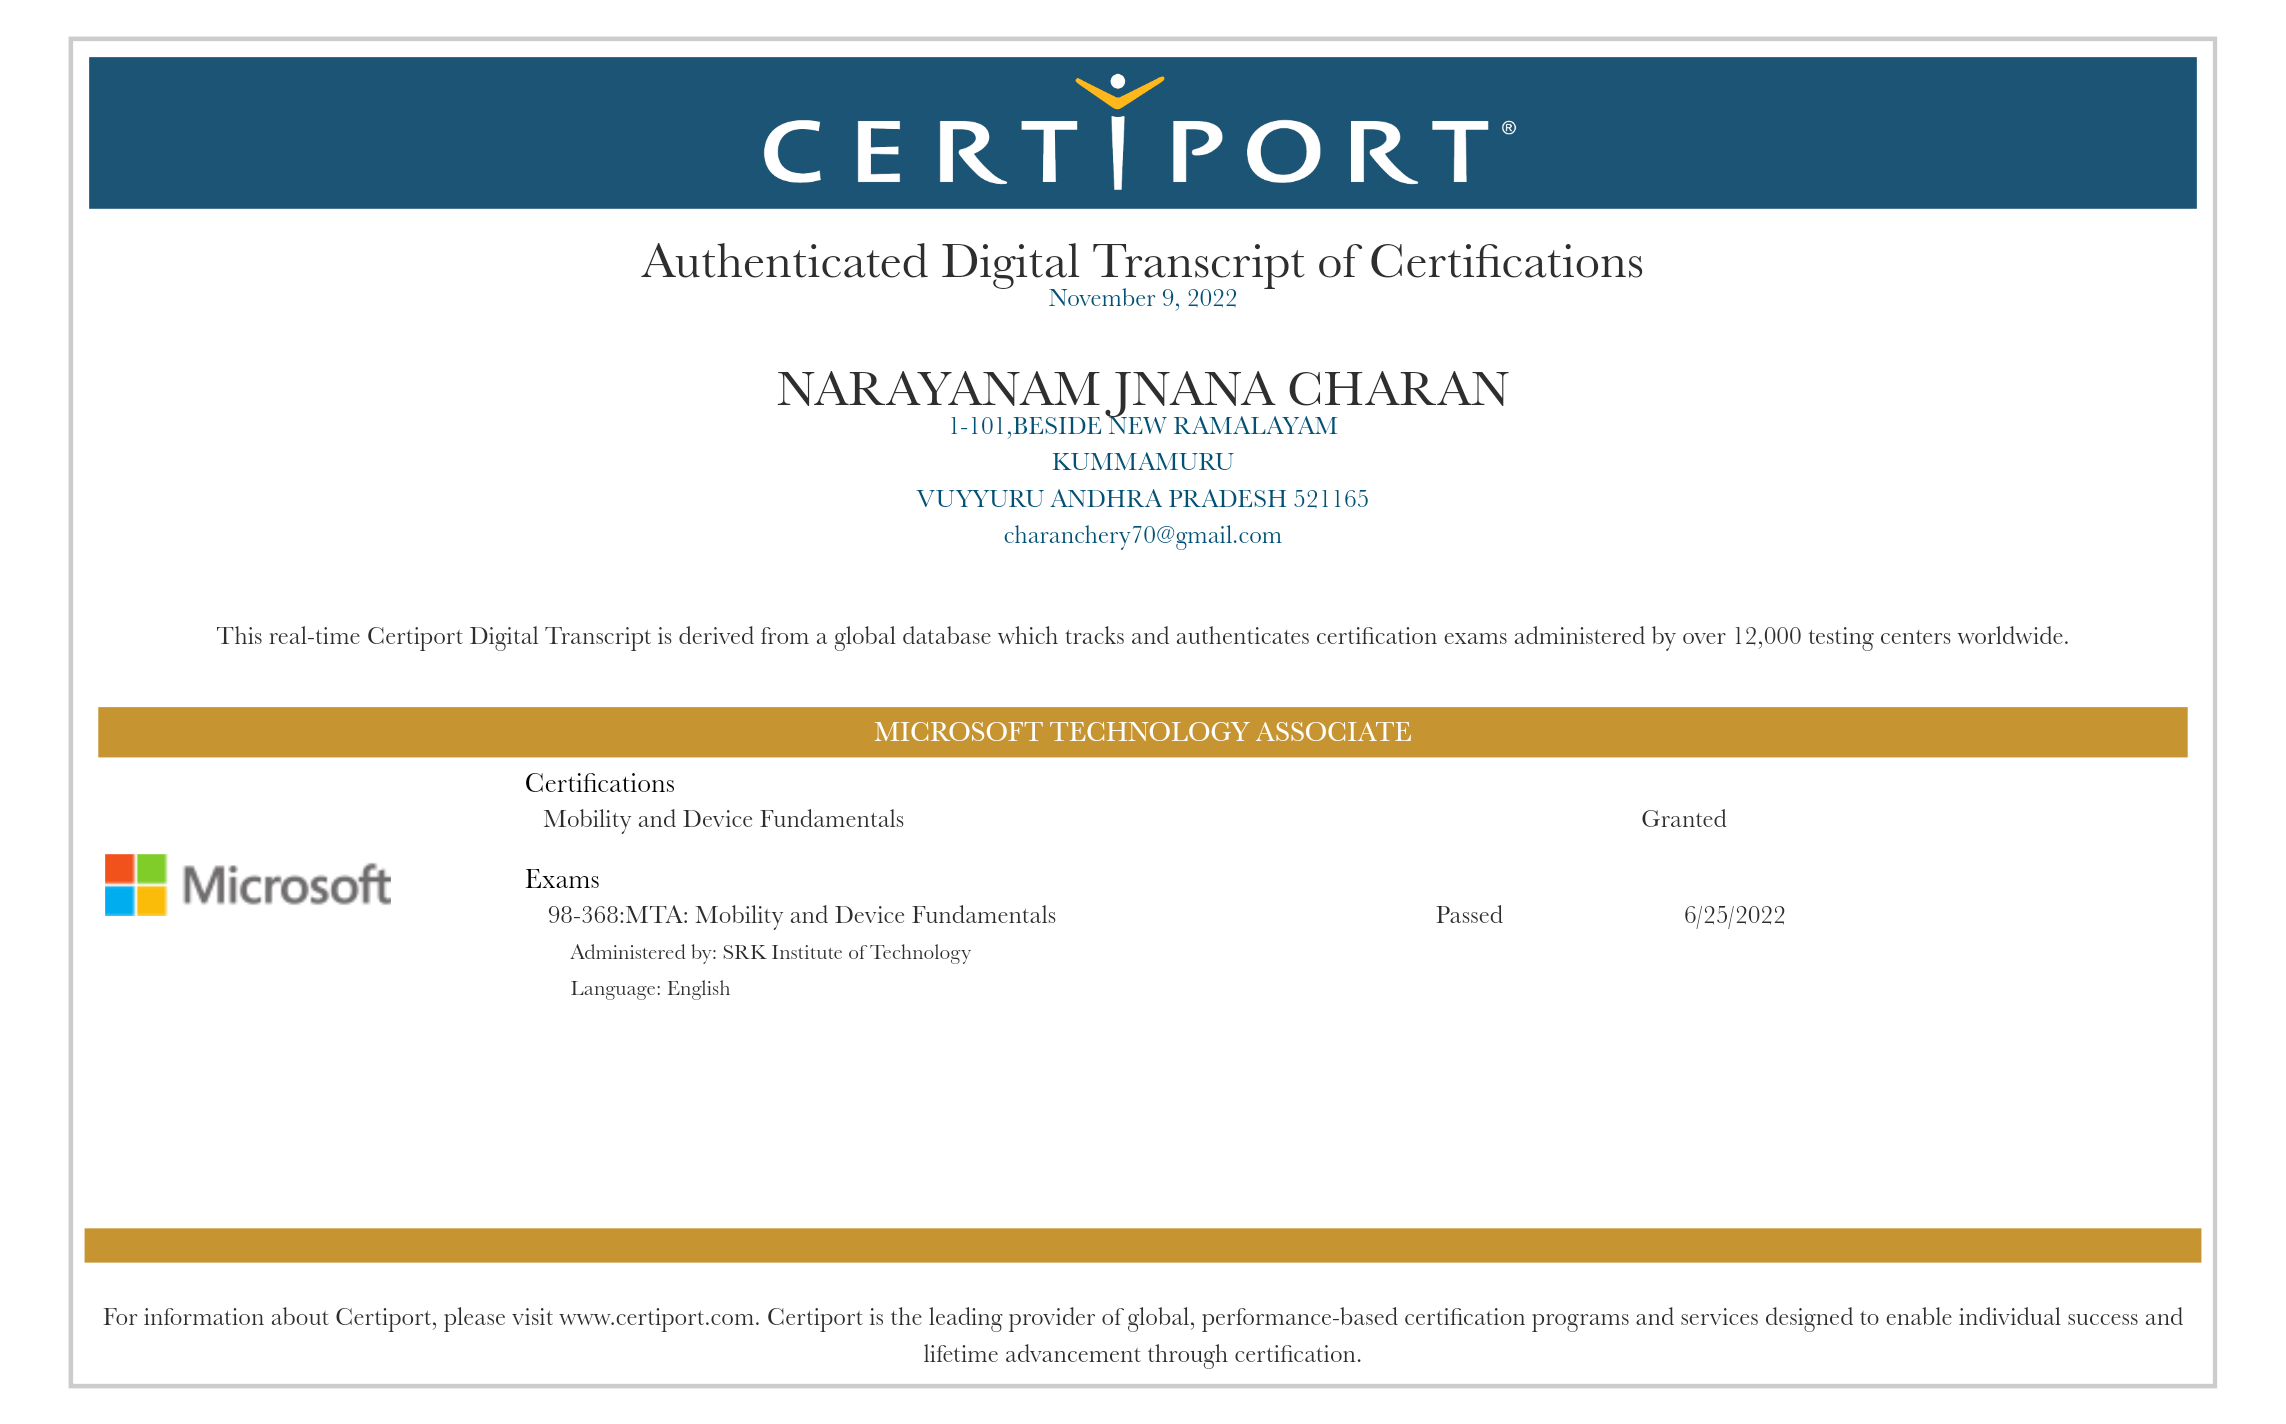 CERTIPORT®
Authenticated Digital Transcript of Certifications
November 9, 2022
NARAYANAM JNANA CHARAN
1-101,BESIDE NEW RAMALAYAM
KUMMAMURU
VUYYURU ANDHRA PRADESH 521165
charanchery70@gmail.com
This real-time Certiport Digital Transcript is derived from a global database which tracks and authenticates certification exams administered by over 12,000 testing centers worldwide.
MICROSOFT TECHNOLOGY ASSOCIATE
Certifications
Mobility and Device Fundamentals Granted
Microsoft
Exams
98-368:MTA: Mobility and Device Fundamentals Passed 6/25/2022
Administered by: SRK Institute of Technology
Language: English
For information about Certiport, please visit www.certiport.com. Certiport is the leading provider of global, performance-based certification programs and services designed to enable individual success and
lifetime advancement through certification.